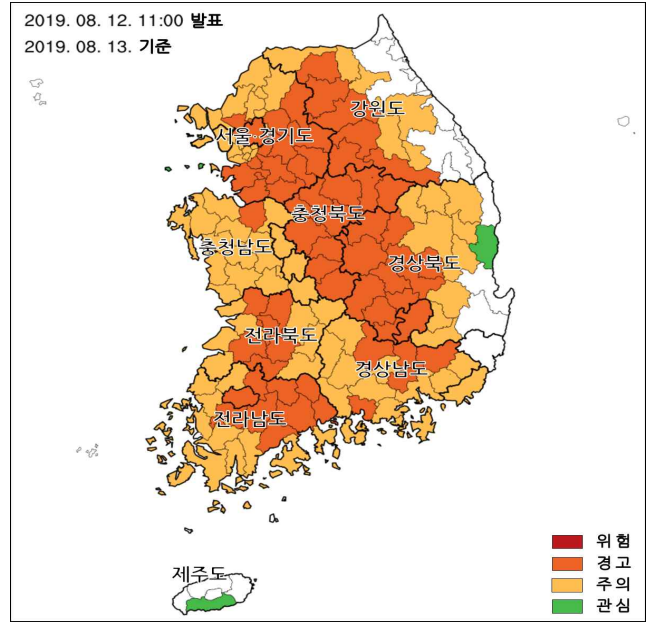 2019. 08. 12. 11:00 발표
2019. 08. 13. 기준
강원도
서울·경기도
충청북도
충청남도
경상북도
전라북도
경상남도
전라남도
제주도
위험
경고
주의
관심